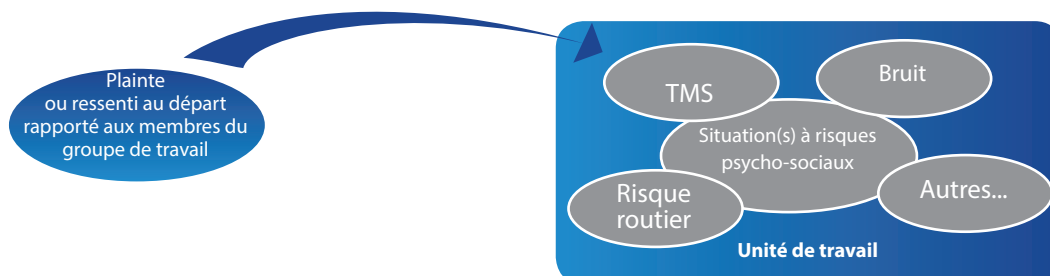 Plainte
ou ressenti au départ
rapporté aux membres du
groupe de travail
TMS
Bruit
Situation(s) à risques
psycho-sociaux
Risque
routier
Autres...
Unité de travail